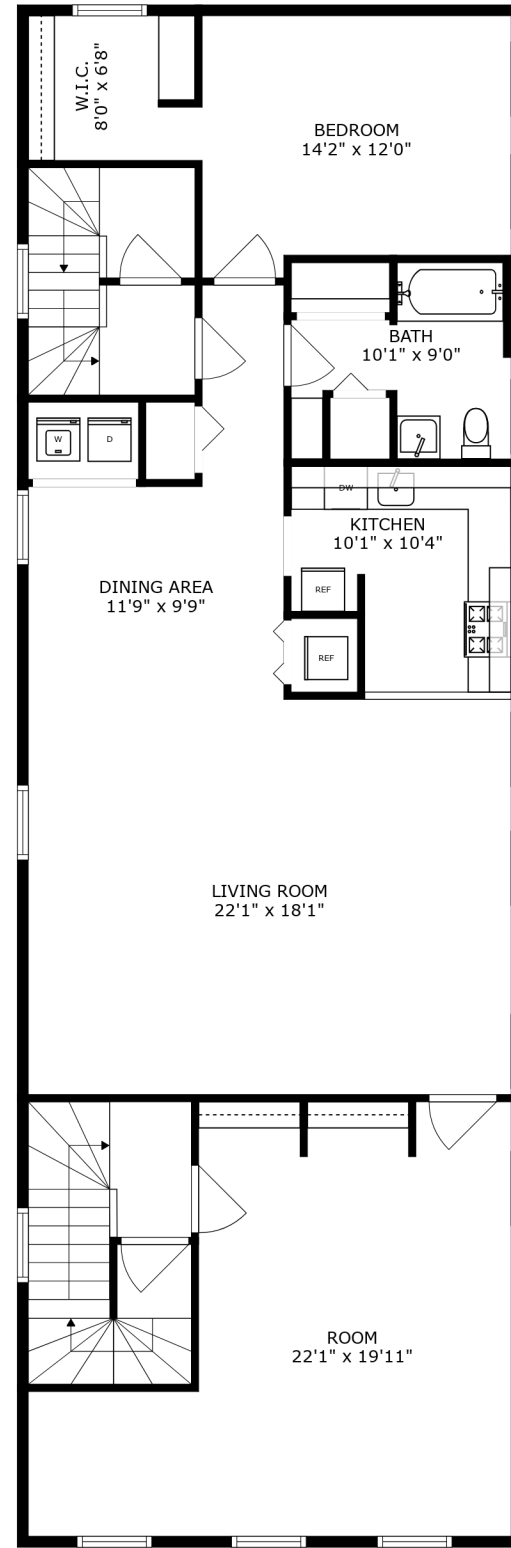 W.I.C.
8'0" x 6'8"
BEDROOM
14'2" x 12'0"
BATH
10'1" x 9'0"
W
D
DW
KITCHEN
10'1" x 10'4"
REF
DINING AREA
11'9" x 9'9"
REF
LIVING ROOM
22'1" x 18'1"
ROOM
22'1" x 19'11"